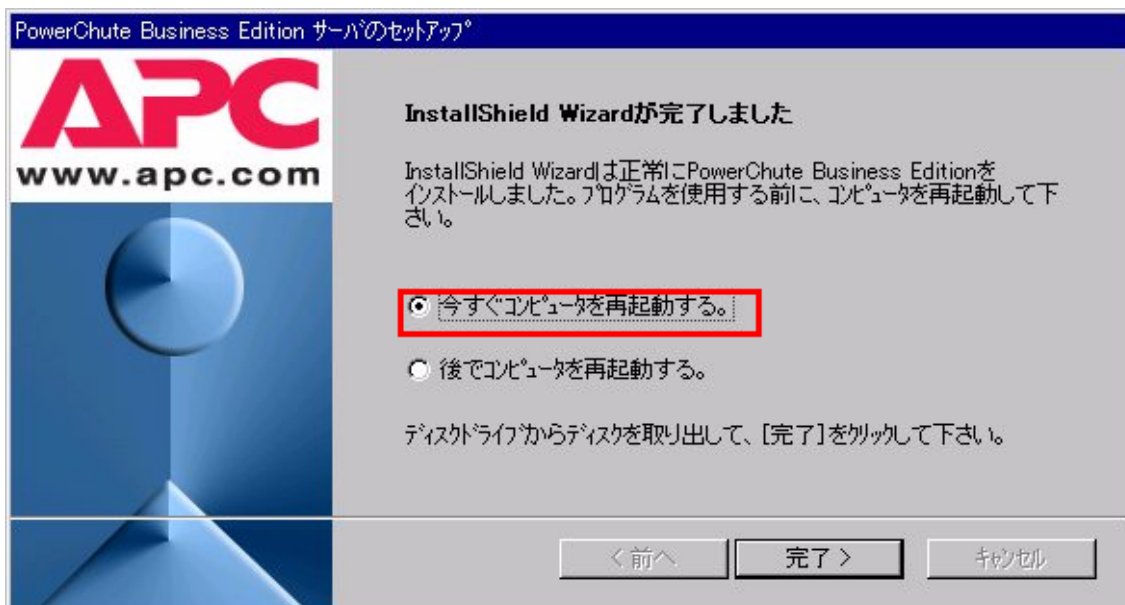 PowerChute Business Edition サーバのセットアップ
APC
www.apc.com
InstallShield Wizardが完了しました
InstallShield Wizardは正常にPowerChute Business Editionを
インストールしました。プログラムを使用する前に、コンピュータを再起動して下
さい。
今すぐコンピュータを再起動する。
後でコンピュータを再起動する。
ディスクドライブからディスクを取り出して、[完了]をクリックして下さい。
< 前へ
完了 >
キャンセル